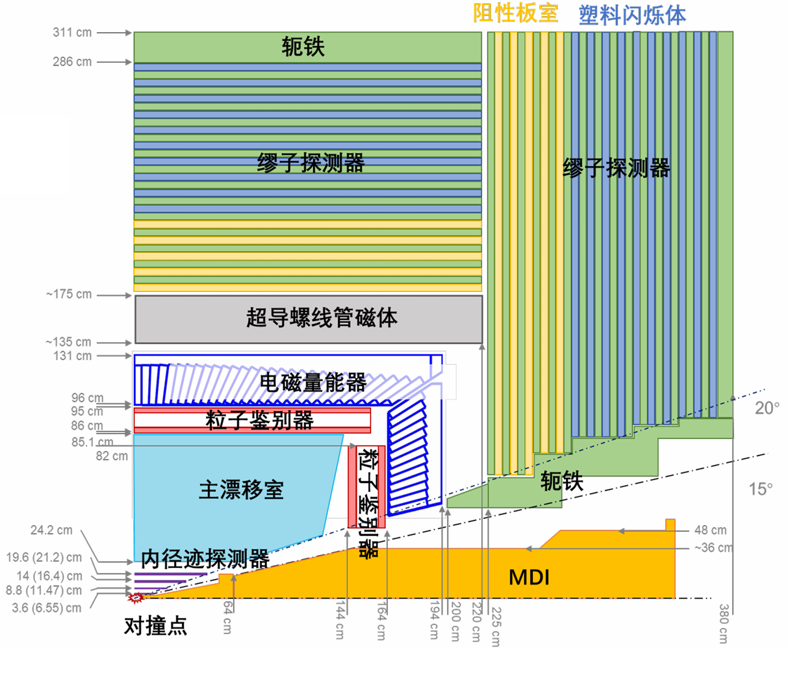 阻性板室 塑料闪烁体
311 cm
轭铁
286 cm
缪子探测器
缪子探测器
~175 cm
超导螺线管磁体
~135 cm
131 cm
电磁量能器
96 cm
95 cm
粒子鉴别器
86 cm
85.1 cm
82 cm
20°
粒子鉴别器
主漂移室
轭铁
15°
24.2 cm
48 cm
内径迹探测器
~36 cm
19.6 (21.2) cm
14 (16.4) cm
MDI
8.8 (11.47) cm
3.6 (6.55) cm
对撞点
64 cm
144 cm
164 cm
194 cm
200 cm
220 cm
225 cm
380 cm